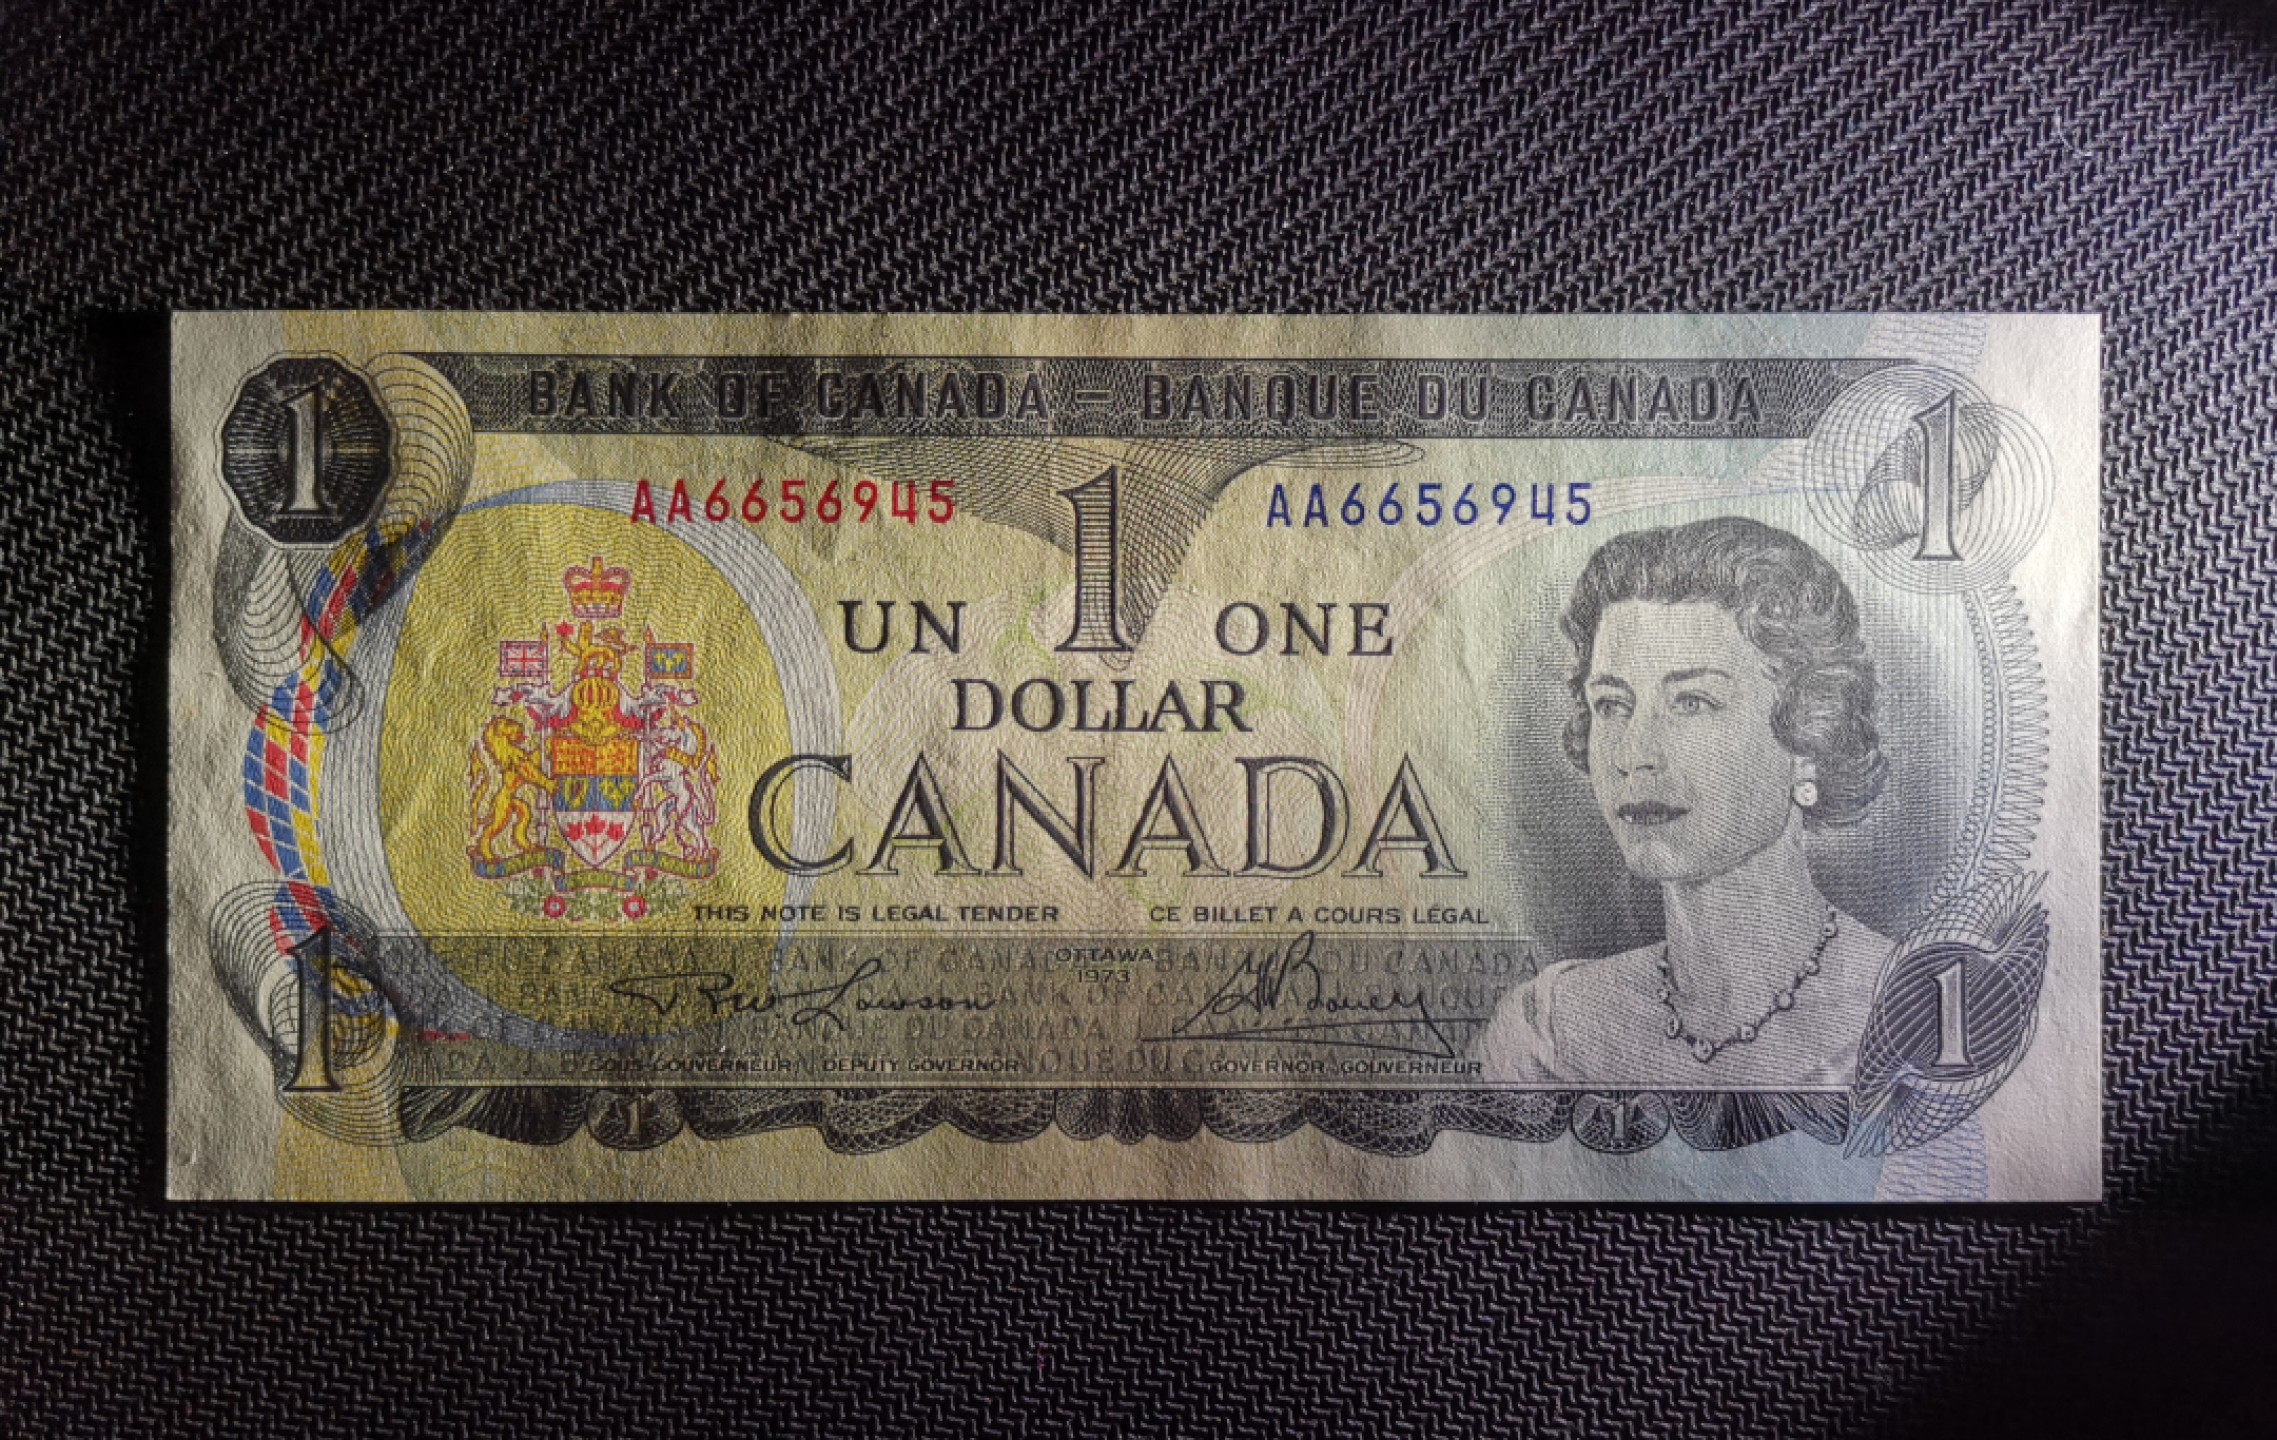 BANK OF CANADA – BANQUE DU CANADA
1 1
AA6656945 AA6656945
UN 1 ONE
DOLLAR
CANADA
THIS NOTE IS LEGAL TENDER CE BILLET A COURS LÉGAL
OTTAWA
1973
J. R. W. Lawson
SOUS-GOUVERNEUR, DEPUTY GOVERNOR GOVERNOR, GOUVERNEUR
1 1
1 1